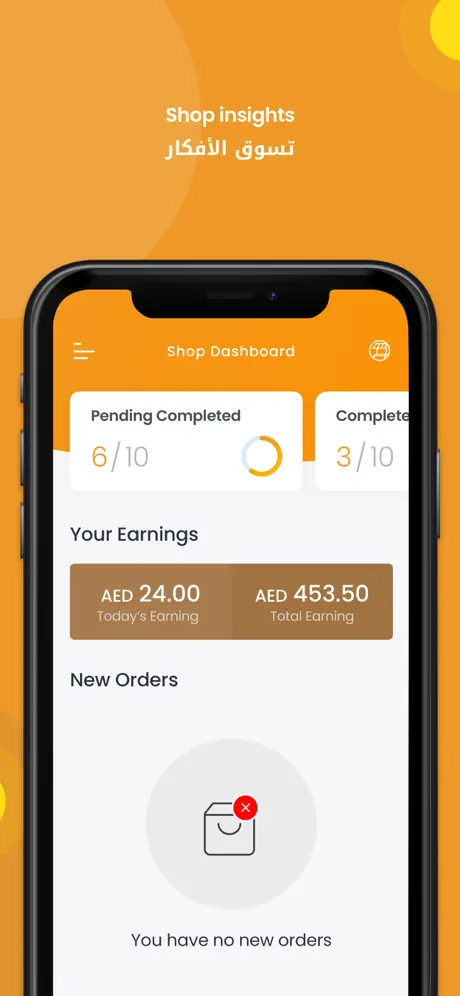 Shop insights
تسوق الأفكار
Shop Dashboard
Pending Completed
6/10
Complete
3/10
Your Earnings
AED 24.00
Today's Earning
AED 453.50
Total Earning
New Orders
You have no new orders